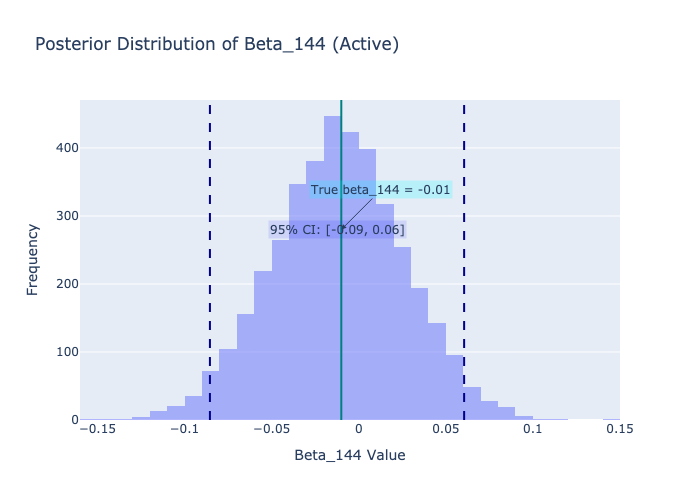 Posterior Distribution of Beta_144 (Active)
400
True beta_144 = -0.01
300
95% CI: [-0.09, 0.06]
Frequency
200
100
0
−0.15 −0.1 −0.05 0 0.05 0.1 0.15
Beta_144 Value